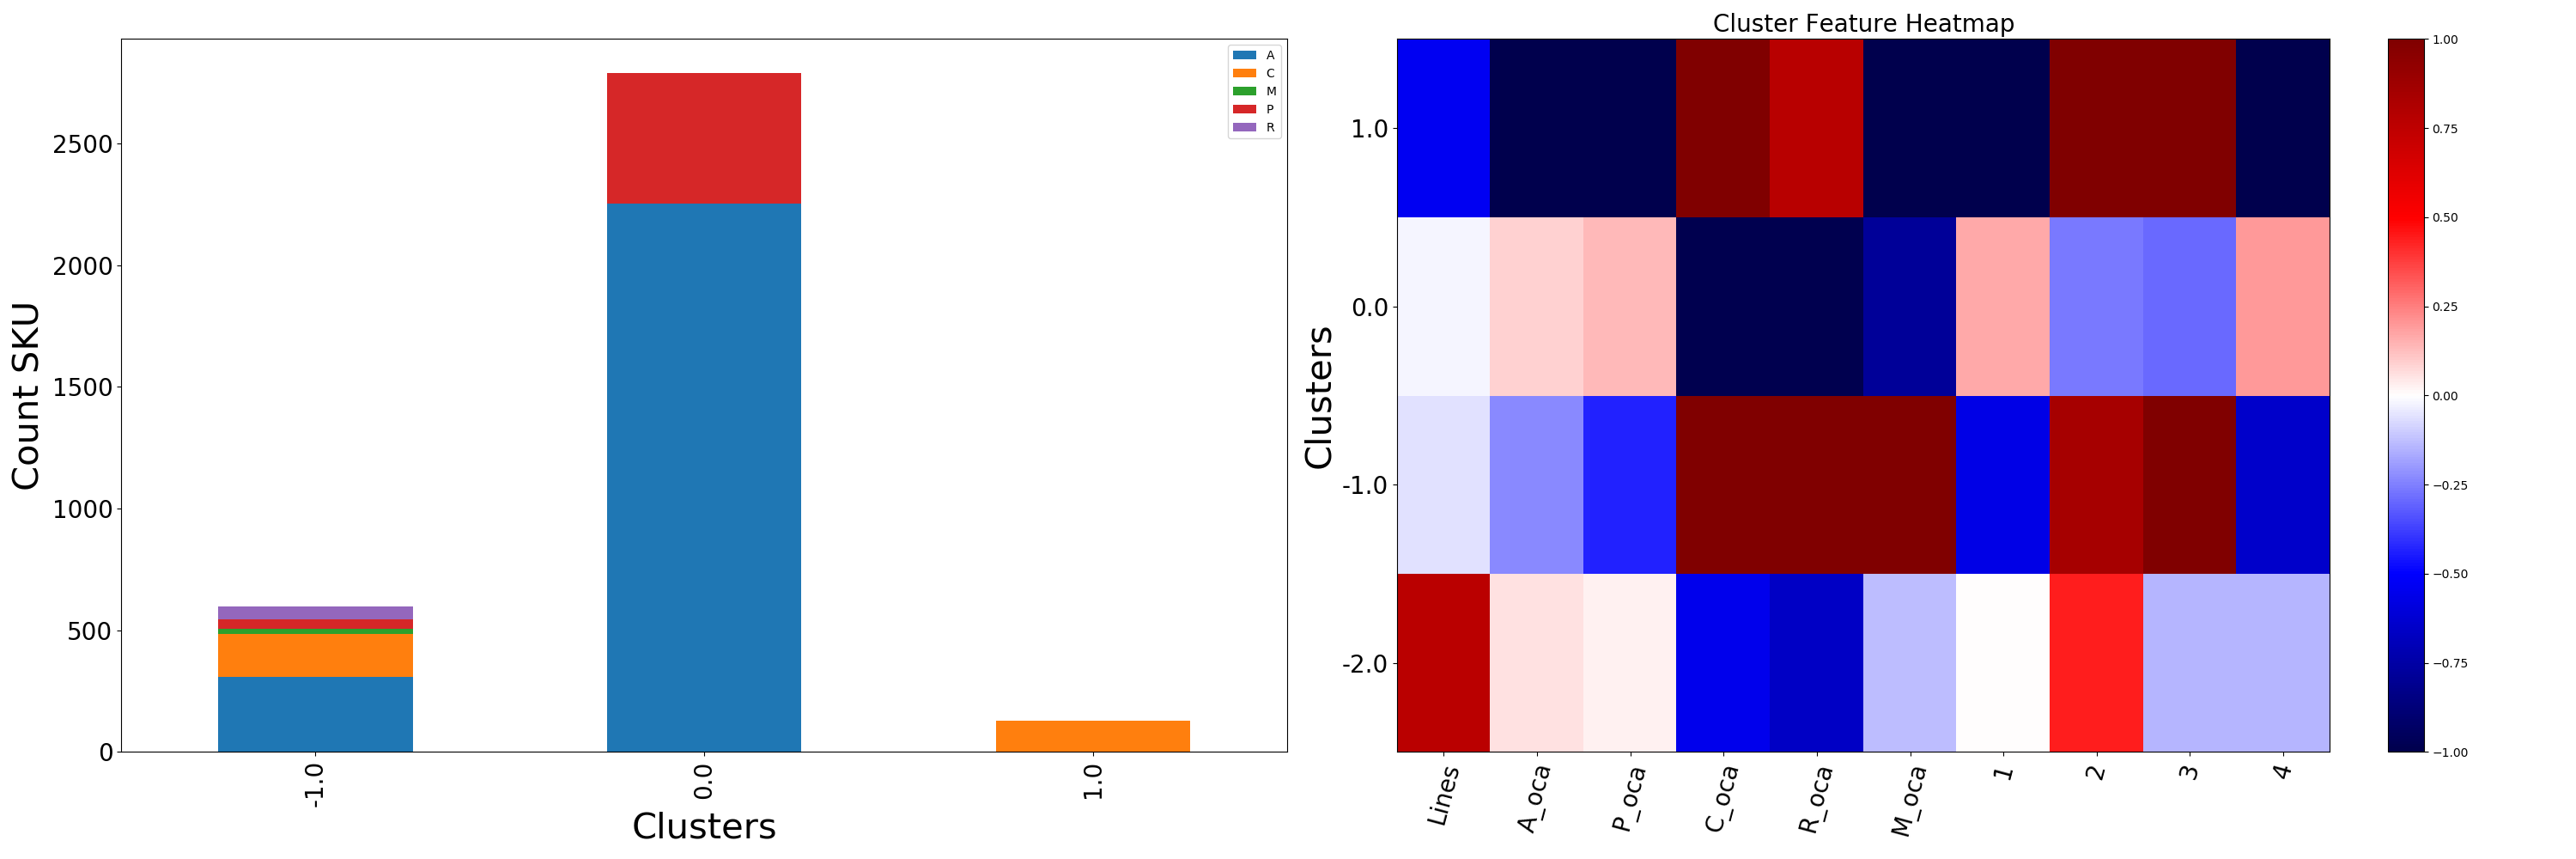 Count SKU
2500
2000
1500
1000
500
0
A
C
M
P
R
-1.0
0.0
1.0
Clusters
Cluster Feature Heatmap
Clusters
1.0
0.0
-1.0
-2.0
Lines
A_oca
P_oca
C_oca
R_oca
M_oca
1
2
3
4
1.00
0.75
0.50
0.25
0.00
−0.25
−0.50
−0.75
−1.00